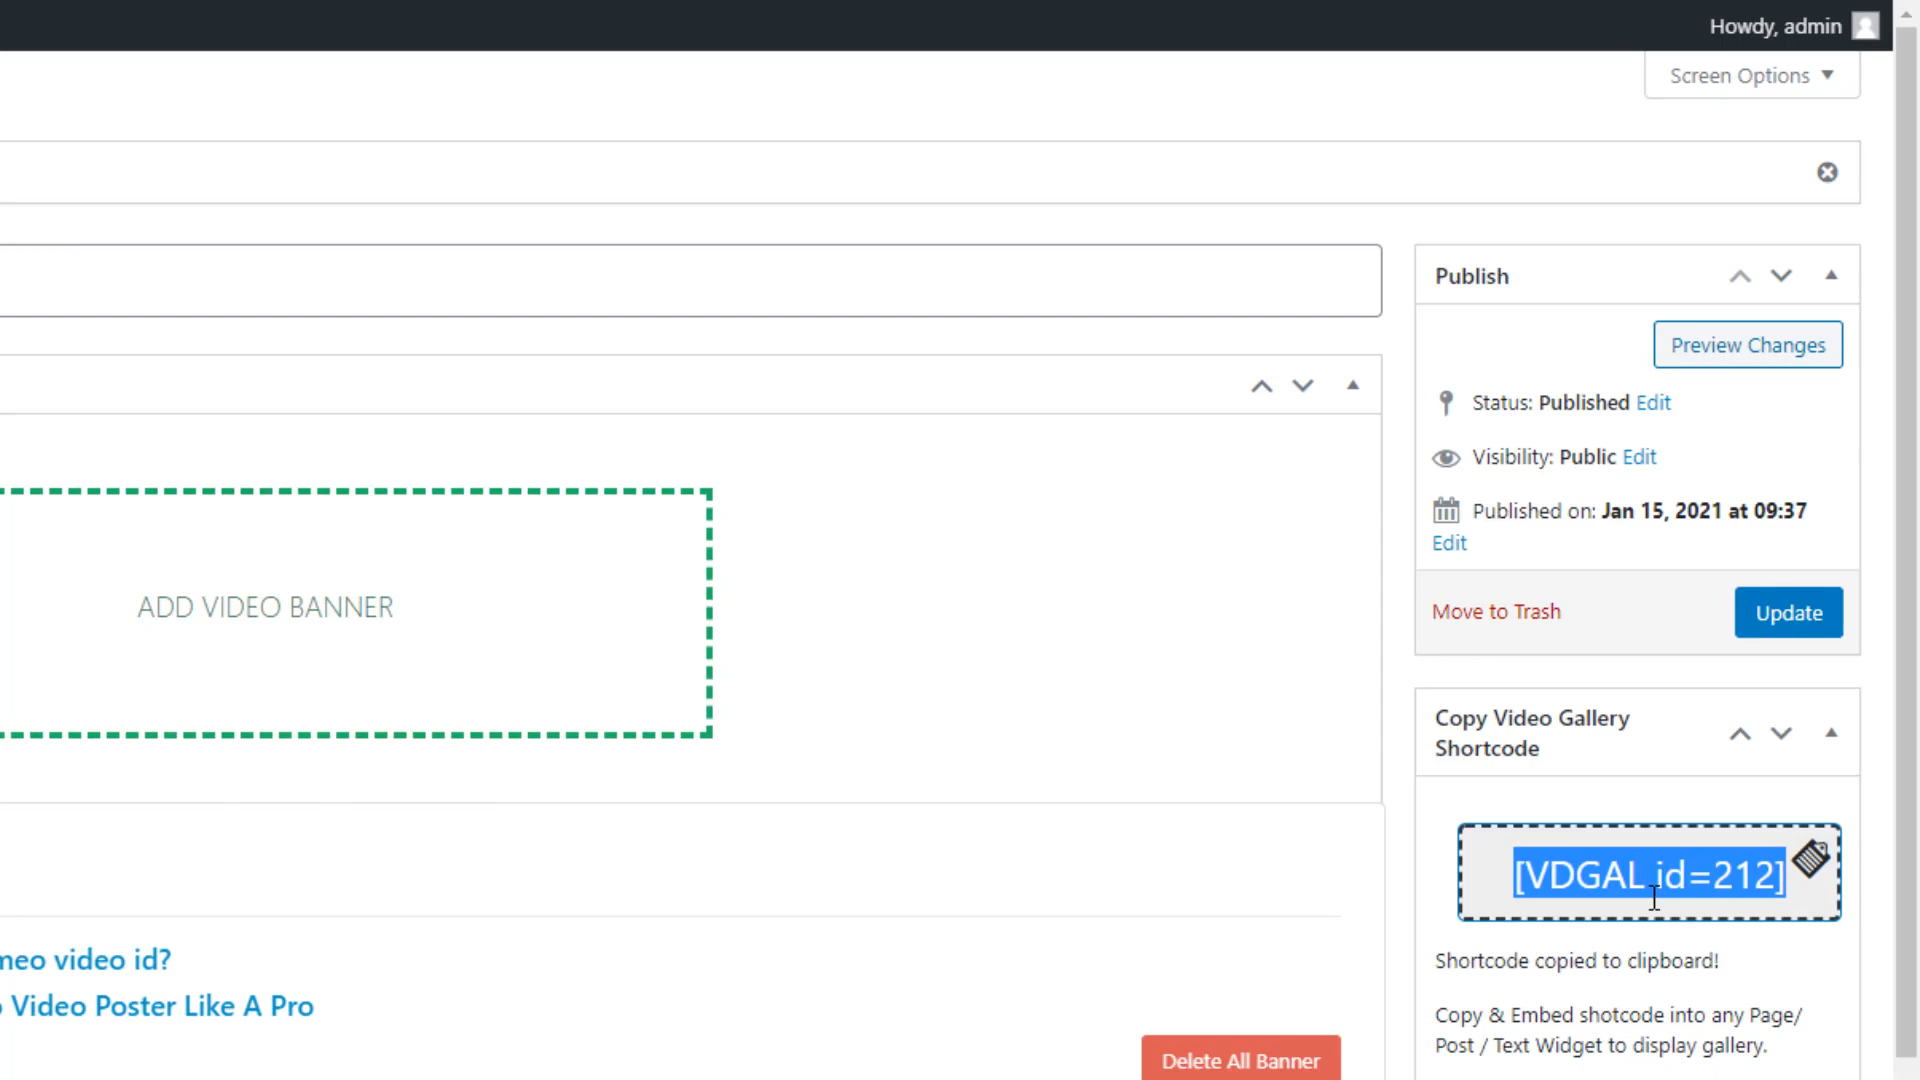 Howdy, admin
Screen Options
Publish
Preview Changes
Status: Published Edit
Visibility: Public Edit
Published on: Jan 15, 2021 at 09:37
Edit
Move to Trash
Update
ADD VIDEO BANNER
Copy Video Gallery
Shortcode
[VDGAL id=212]
Shortcode copied to clipboard!
Copy & Embed shotcode into any Page/
Post / Text Widget to display gallery.
video id?
Video Poster Like A Pro
Delete All Banner